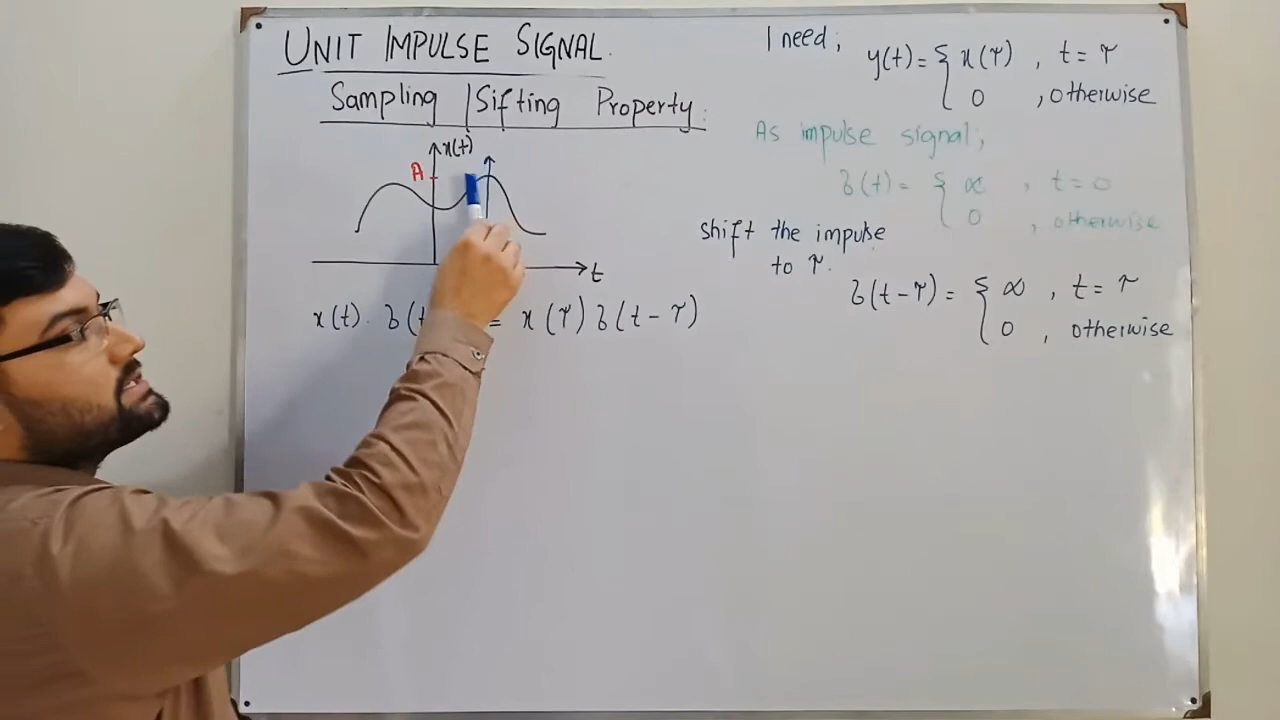 UNIT IMPULSE SIGNAL.
Sampling | Sifting Property.
x(t)
A
t
x(t). δ(t = x(τ) δ(t - τ)
I need;
y(t) = { x(τ) , t = τ
0 , otherwise
As impulse signal;
δ(t) = { ∞ , t = 0
0 , otherwise
shift the impulse
to τ.
δ(t - τ) = { ∞ , t = τ
0 , otherwise